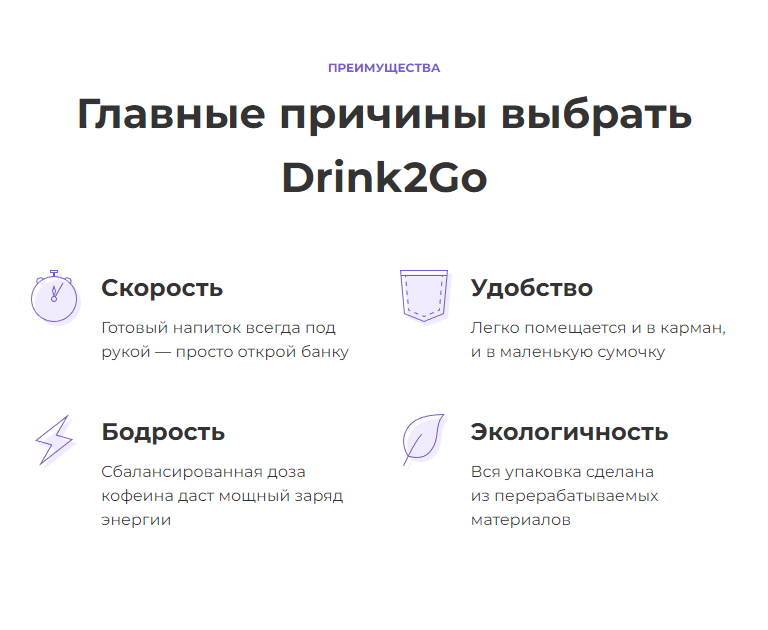 ПРЕИМУЩЕСТВА
Главные причины выбрать
Drink2Go
Скорость
Готовый напиток всегда под
рукой — просто открой банку
Удобство
Легко помещается и в карман,
и в маленькую сумочку
Бодрость
Сбалансированная доза
кофеина даст мощный заряд
энергии
Экологичность
Вся упаковка сделана
из перерабатываемых
материалов